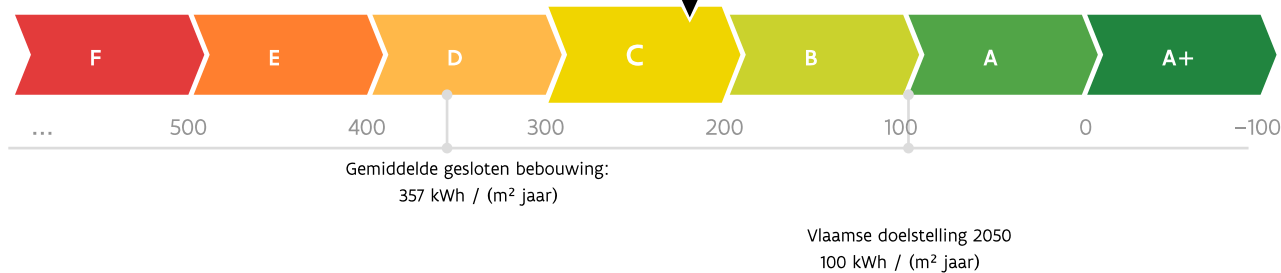 F E D C B A A+
... 500 400 300 200 100 0 −100
Gemiddelde gesloten bebouwing:
357 kWh / (m² jaar)
Vlaamse doelstelling 2050
100 kWh / (m² jaar)